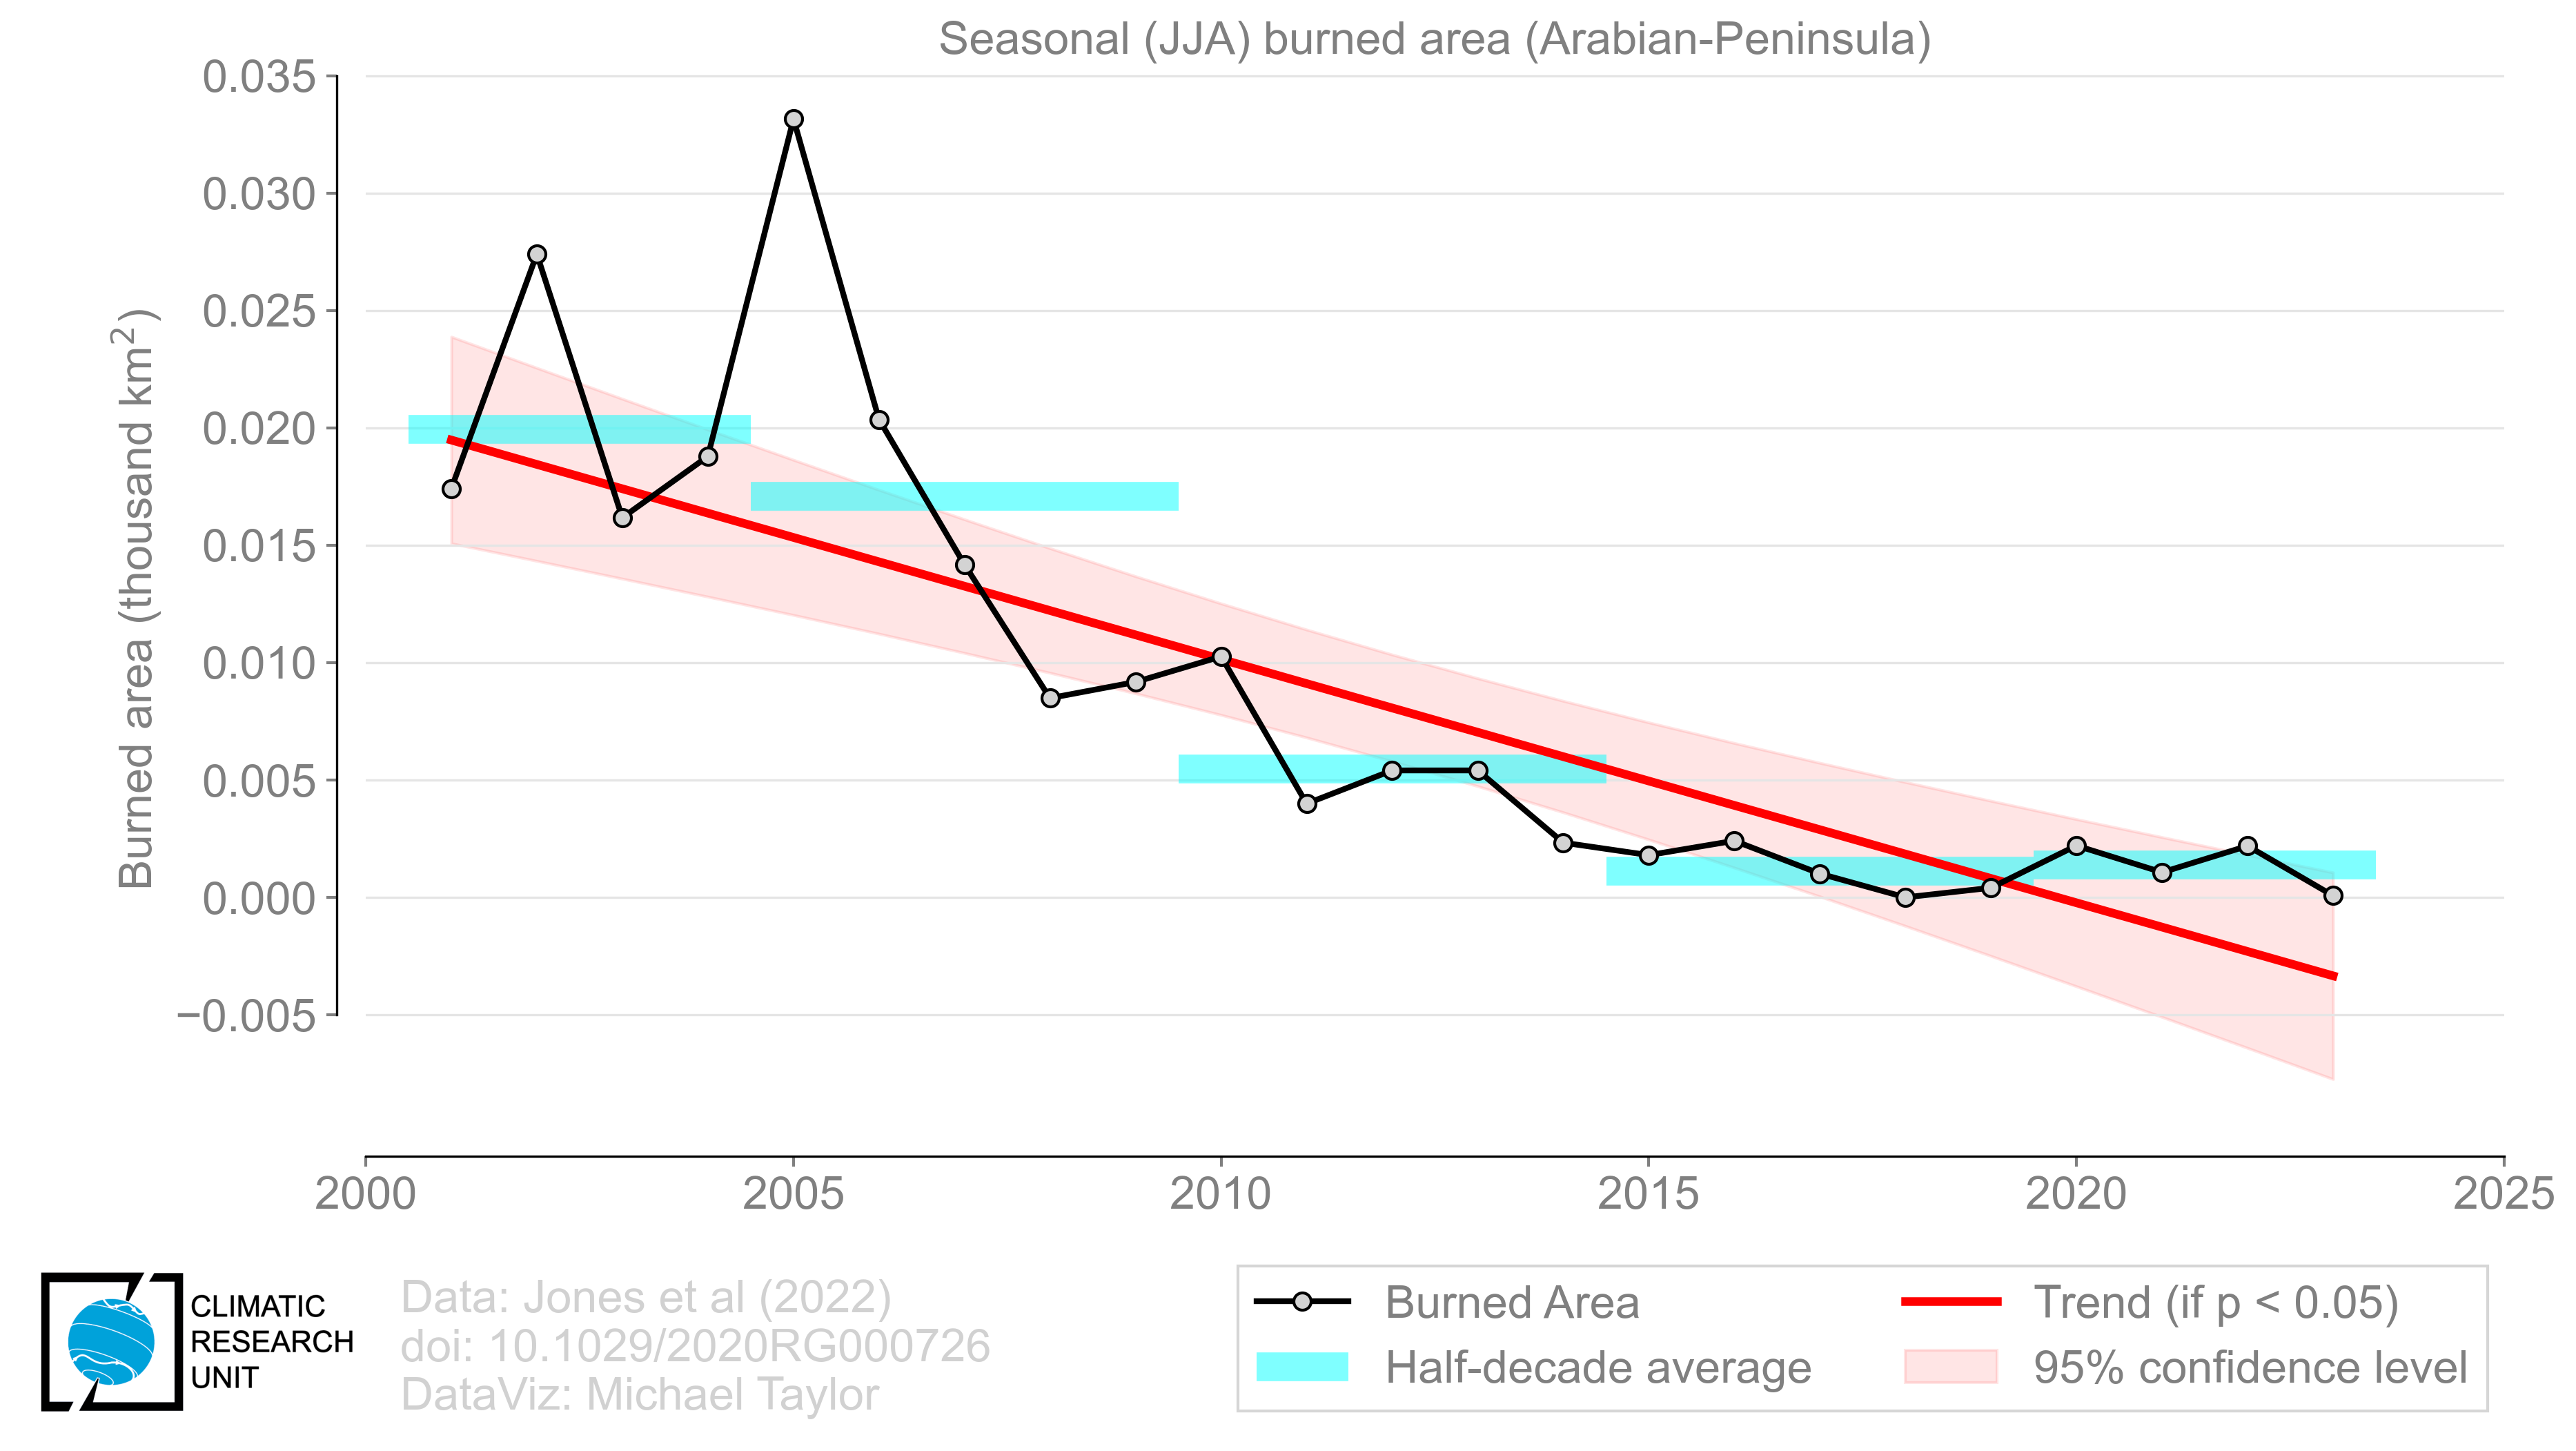 Seasonal (JJA) burned area (Arabian-Peninsula)
0.035
0.030
0.025
0.020
0.015
0.010
0.005
0.000
−0.005
Burned area (thousand km²)
2000 2005 2010 2015 2020 2025
CLIMATIC
RESEARCH
UNIT
Data: Jones et al (2022)
doi: 10.1029/2020RG000726
DataViz: Michael Taylor
Burned Area
Half-decade average
Trend (if p < 0.05)
95% confidence level